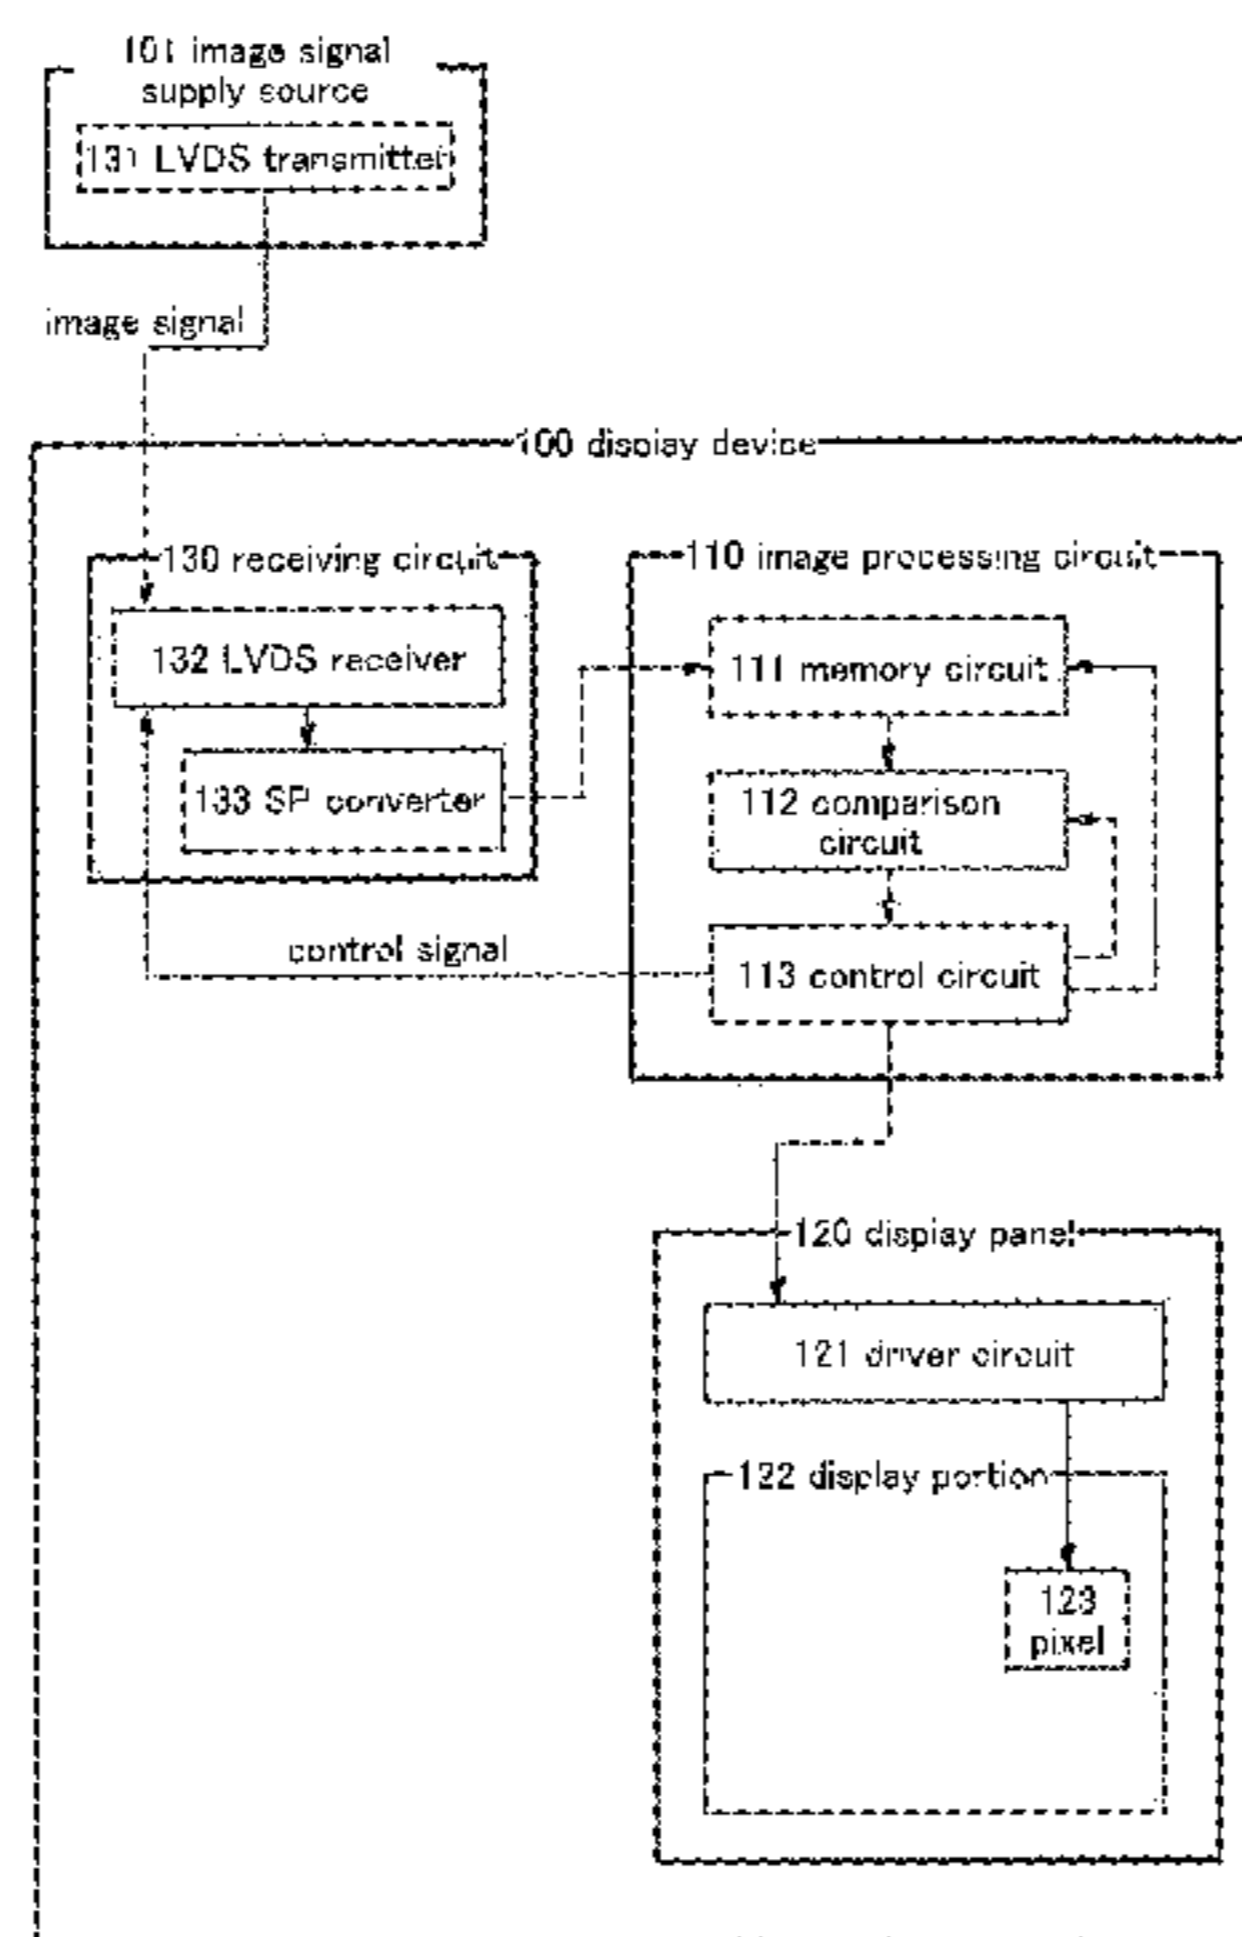 101 image signal
supply source
131 LVDS transmitter
image signal
100 display device
130 receiving circuit
110 image processing circuit
132 LVDS receiver
111 memory circuit
133 SP converter
112 comparison
circuit
control signal
113 control circuit
120 display panel
121 driver circuit
122 display portion
123
pixel